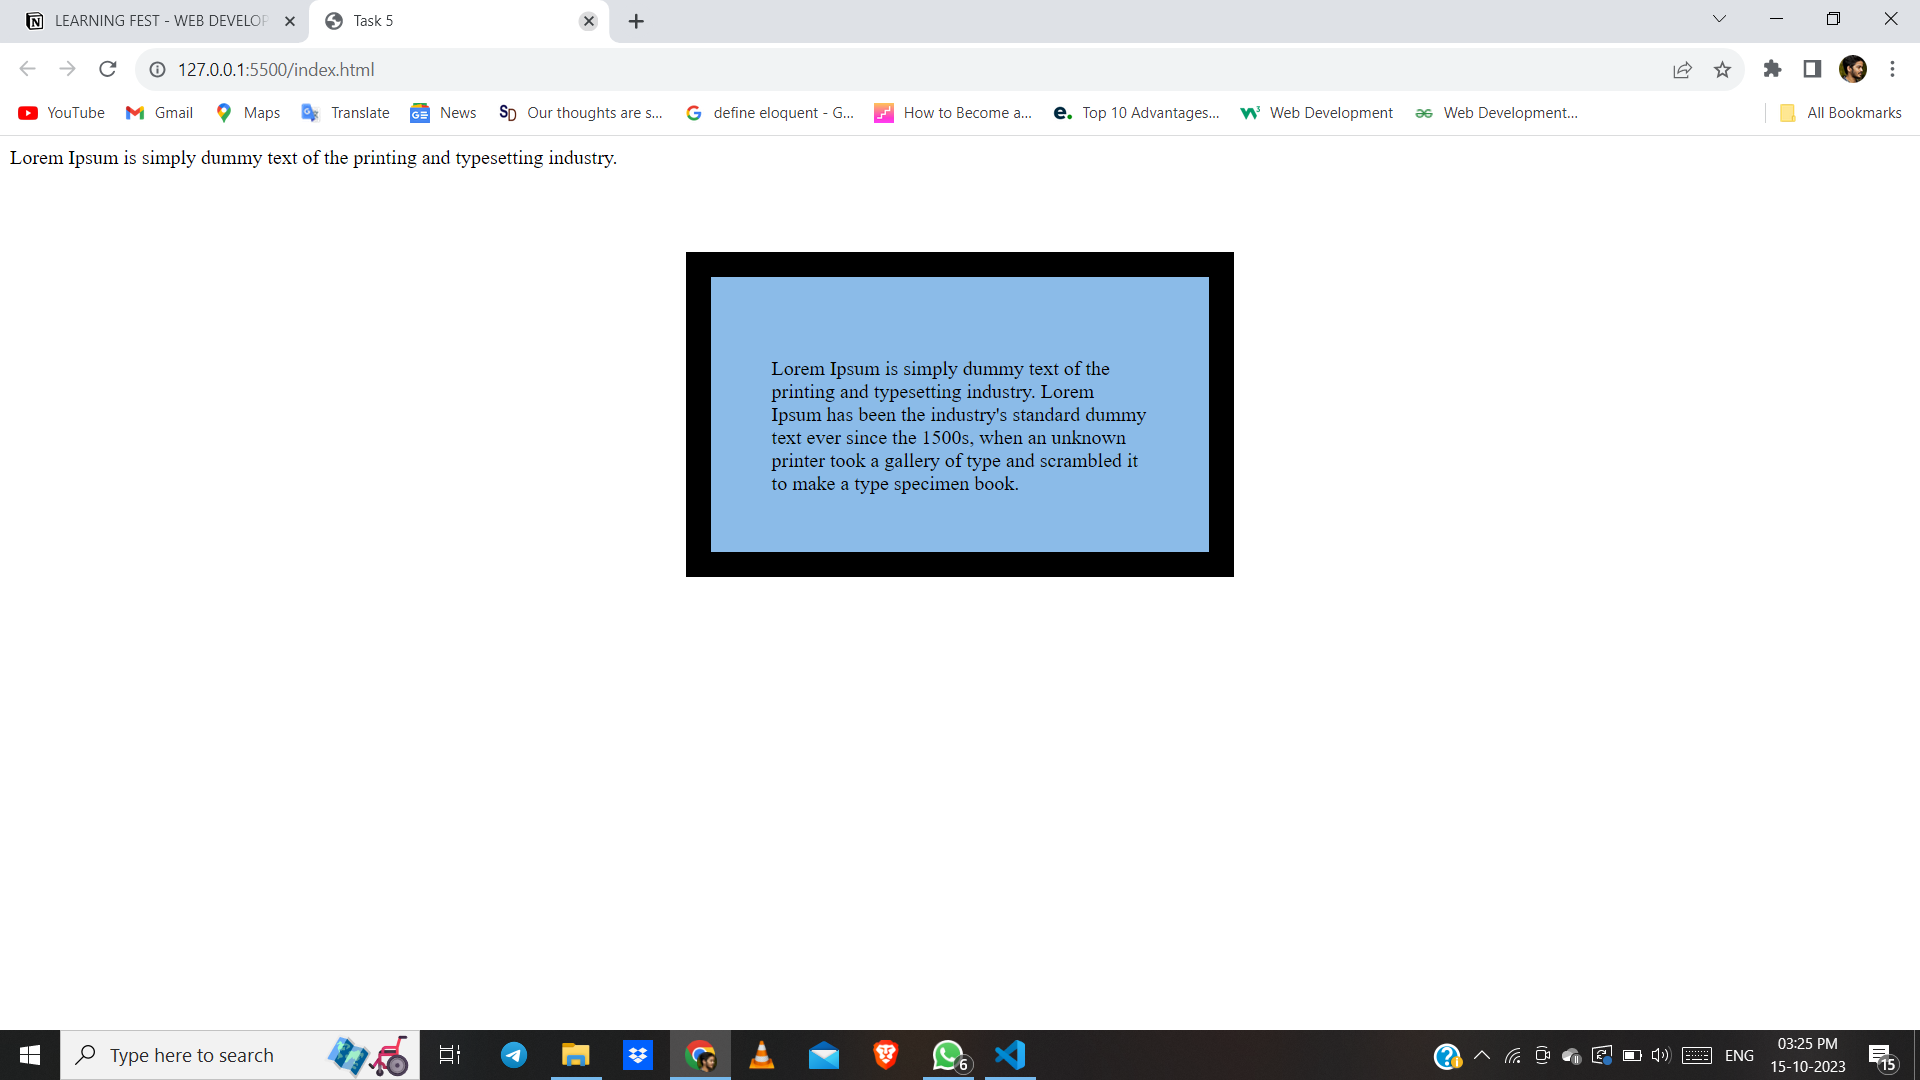 LEARNING FEST - WEB DEVELOP
Task 5
127.0.0.1:5500/index.html
YouTube
Gmail
Maps
Translate
News
SD
Our thoughts are s...
define eloquent - G...
How to Become a...
e.
Top 10 Advantages...
Web Development
Web Development...
All Bookmarks
Lorem Ipsum is simply dummy text of the printing and typesetting industry.
Lorem Ipsum is simply dummy text of the
printing and typesetting industry. Lorem
Ipsum has been the industry's standard dummy
text ever since the 1500s, when an unknown
printer took a gallery of type and scrambled it
to make a type specimen book.
Type here to search
6
ENG
03:25 PM
15-10-2023
15